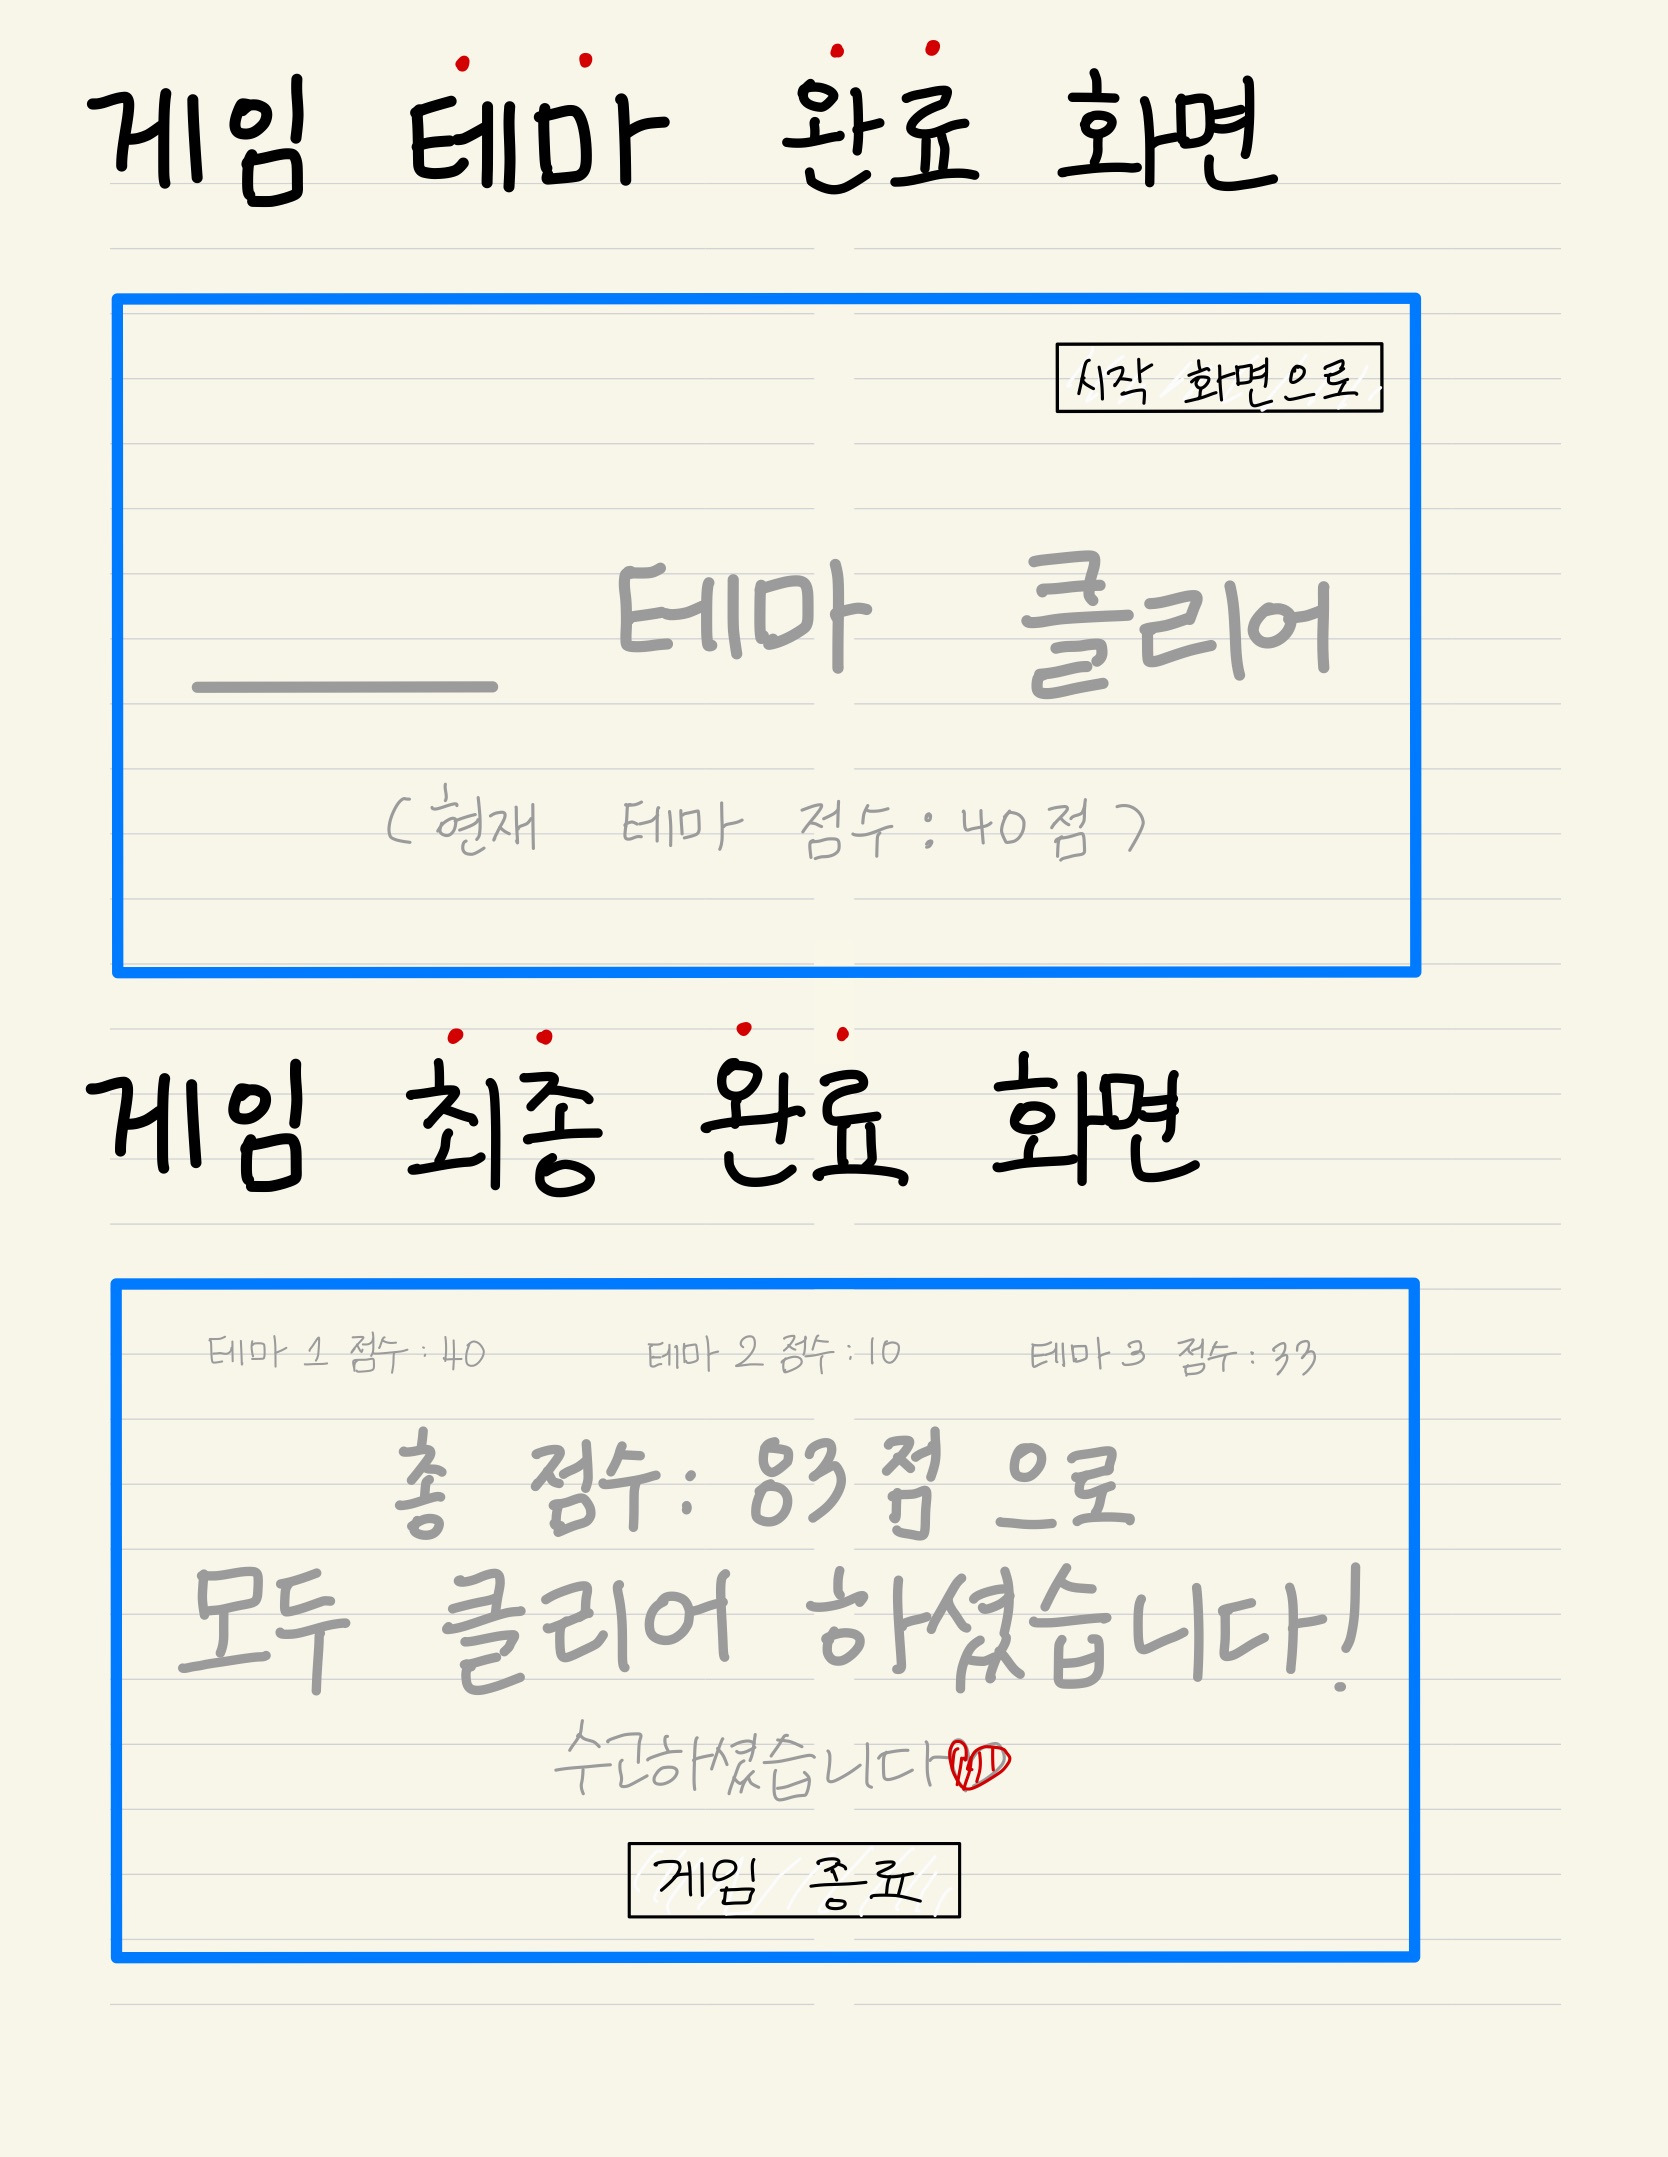 게임 테마 완료 화면
시작 화면으로
______ 테마 클리어
( 현재 테마 점수 : 40점 )
게임 최종 완료 화면
테마 1 점수 : 40 테마 2 점수 : 10 테마 3 점수 : 33
총 점수 : 83점 으로
모두 클리어 하셨습니다!
수고하셨습니다
게임 종료